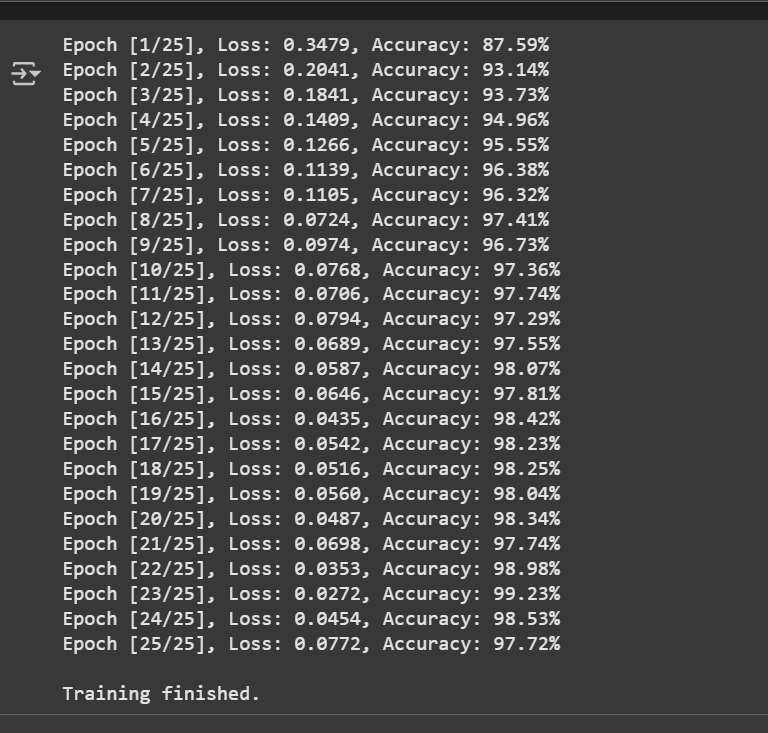 Epoch [1/25], Loss: 0.3479, Accuracy: 87.59%
Epoch [2/25], Loss: 0.2041, Accuracy: 93.14%
Epoch [3/25], Loss: 0.1841, Accuracy: 93.73%
Epoch [4/25], Loss: 0.1409, Accuracy: 94.96%
Epoch [5/25], Loss: 0.1266, Accuracy: 95.55%
Epoch [6/25], Loss: 0.1139, Accuracy: 96.38%
Epoch [7/25], Loss: 0.1105, Accuracy: 96.32%
Epoch [8/25], Loss: 0.0724, Accuracy: 97.41%
Epoch [9/25], Loss: 0.0974, Accuracy: 96.73%
Epoch [10/25], Loss: 0.0768, Accuracy: 97.36%
Epoch [11/25], Loss: 0.0706, Accuracy: 97.74%
Epoch [12/25], Loss: 0.0794, Accuracy: 97.29%
Epoch [13/25], Loss: 0.0689, Accuracy: 97.55%
Epoch [14/25], Loss: 0.0587, Accuracy: 98.07%
Epoch [15/25], Loss: 0.0646, Accuracy: 97.81%
Epoch [16/25], Loss: 0.0435, Accuracy: 98.42%
Epoch [17/25], Loss: 0.0542, Accuracy: 98.23%
Epoch [18/25], Loss: 0.0516, Accuracy: 98.25%
Epoch [19/25], Loss: 0.0560, Accuracy: 98.04%
Epoch [20/25], Loss: 0.0487, Accuracy: 98.34%
Epoch [21/25], Loss: 0.0698, Accuracy: 97.74%
Epoch [22/25], Loss: 0.0353, Accuracy: 98.98%
Epoch [23/25], Loss: 0.0272, Accuracy: 99.23%
Epoch [24/25], Loss: 0.0454, Accuracy: 98.53%
Epoch [25/25], Loss: 0.0772, Accuracy: 97.72%
Training finished.